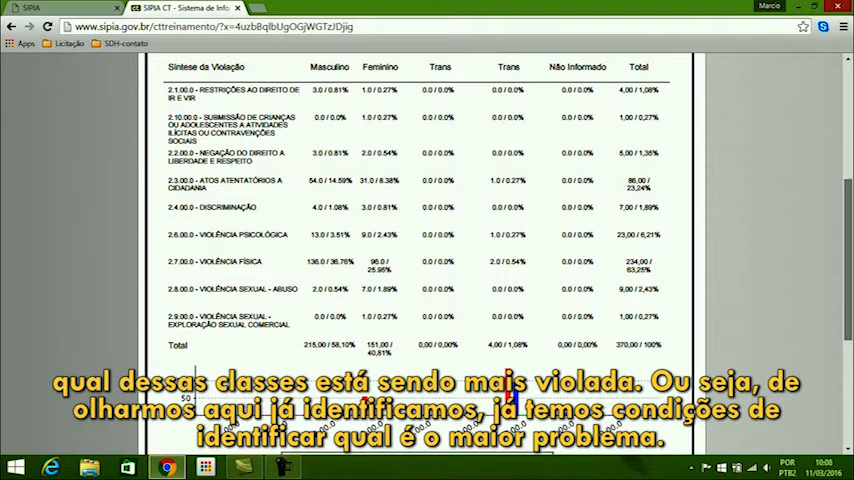 SIPIA
SIPIA CT - Sistema de Info
Marcio
www.sipia.gov.br/cttreinamento/?x=4uzbBqlbUgOGjWGTzJDjig
Apps Licitação SDH-contato
Síntese da Violação Masculino Feminino Trans Trans Não Informado Total
2.1.00.0 - RESTRIÇÕES AO DIREITO DE 3.0 / 0.81% 1.0 / 0.27% 0.0 / 0.0% 0.0 / 0.0% 0.0 / 0.0% 4,00 / 1,08%
IR E VIR
2.10.00.0 - SUBMISSÃO DE CRIANÇAS 0.0 / 0.0% 1.0 / 0.27% 0.0 / 0.0% 0.0 / 0.0% 0.0 / 0.0% 1,00 / 0,27%
OU ADOLESCENTES A ATIVIDADES
ILÍCITAS OU CONTRAVENÇÕES
SOCIAIS
2.2.00.0 - NEGAÇÃO DO DIREITO A 3.0 / 0.81% 2.0 / 0.54% 0.0 / 0.0% 0.0 / 0.0% 0.0 / 0.0% 5,00 / 1,35%
LIBERDADE E RESPEITO
2.3.00.0 - ATOS ATENTATÓRIOS A 54.0 / 14.59% 31.0 / 8.38% 0.0 / 0.0% 1.0 / 0.27% 0.0 / 0.0% 86,00 /
CIDADANIA 23,24%
2.4.00.0 - DISCRIMINAÇÃO 4.0 / 1.08% 3.0 / 0.81% 0.0 / 0.0% 0.0 / 0.0% 0.0 / 0.0% 7,00 / 1,89%
2.6.00.0 - VIOLÊNCIA PSICOLÓGICA 13.0 / 3.51% 9.0 / 2.43% 0.0 / 0.0% 1.0 / 0.27% 0.0 / 0.0% 23,00 / 6,21%
2.7.00.0 - VIOLÊNCIA FÍSICA 136.0 / 36.76% 96.0 / 0.0 / 0.0% 2.0 / 0.54% 0.0 / 0.0% 234,00 /
25.95% 63,25%
2.8.00.0 - VIOLÊNCIA SEXUAL - ABUSO 2.0 / 0.54% 7.0 / 1.89% 0.0 / 0.0% 0.0 / 0.0% 0.0 / 0.0% 9,00 / 2,43%
2.9.00.0 - VIOLÊNCIA SEXUAL - 0.0 / 0.0% 1.0 / 0.27% 0.0 / 0.0% 0.0 / 0.0% 0.0 / 0.0% 1,00 / 0,27%
EXPLORAÇÃO SEXUAL COMERCIAL
Total 215,00 / 58,10% 151,00 / 0,00 / 0,00% 4,00 / 1,08% 0,00 / 0,00% 370,00 / 100%
40,81%
qual dessas classes está sendo mais violada. Ou seja, de
50
olharmos aqui já identificamos, já temos condições de
identificar qual é o maior problema.
POR 10:08
PTB2 11/03/2016